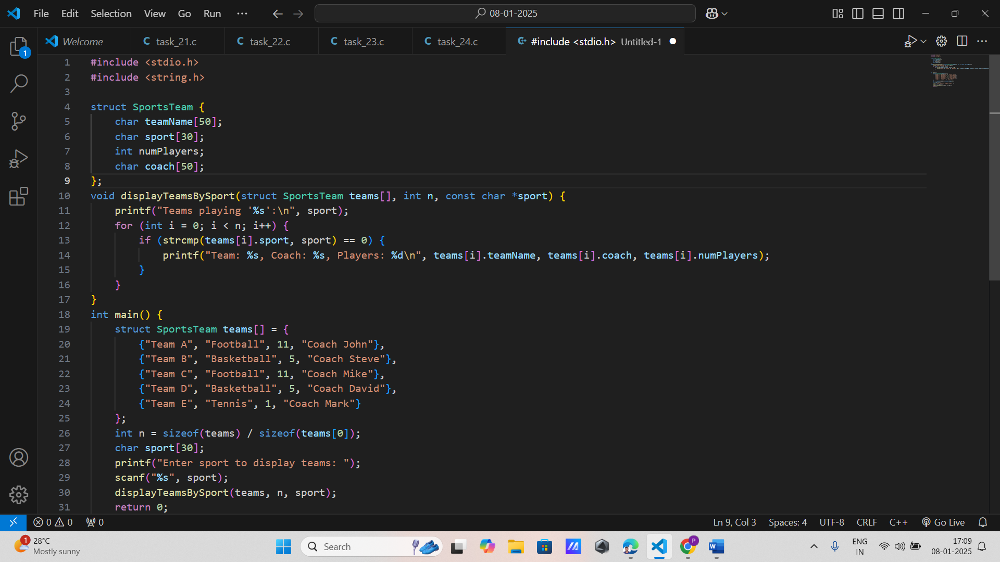 File Edit Selection View Go Run ··· 08-01-2025
Welcome task_21.c task_22.c task_23.c task_24.c #include <stdio.h> Untitled-1
1 #include <stdio.h>
2 #include <string.h>
3
4 struct SportsTeam {
5 char teamName[50];
6 char sport[30];
7 int numPlayers;
8 char coach[50];
9 };
10 void displayTeamsBySport(struct SportsTeam teams[], int n, const char *sport) {
11 printf("Teams playing '%s':\n", sport);
12 for (int i = 0; i < n; i++) {
13 if (strcmp(teams[i].sport, sport) == 0) {
14 printf("Team: %s, Coach: %s, Players: %d\n", teams[i].teamName, teams[i].coach, teams[i].numPlayers);
15 }
16 }
17 }
18 int main() {
19 struct SportsTeam teams[] = {
20 {"Team A", "Football", 11, "Coach John"},
21 {"Team B", "Basketball", 5, "Coach Steve"},
22 {"Team C", "Football", 11, "Coach Mike"},
23 {"Team D", "Basketball", 5, "Coach David"},
24 {"Team E", "Tennis", 1, "Coach Mark"}
25 };
26 int n = sizeof(teams) / sizeof(teams[0]);
27 char sport[30];
28 printf("Enter sport to display teams: ");
29 scanf("%s", sport);
30 displayTeamsBySport(teams, n, sport);
31 return 0;
0 0 0 Ln 9, Col 3 Spaces: 4 UTF-8 CRLF C++ Go Live
1 28°C
Mostly sunny
Search
ENG
IN
17:09
08-01-2025